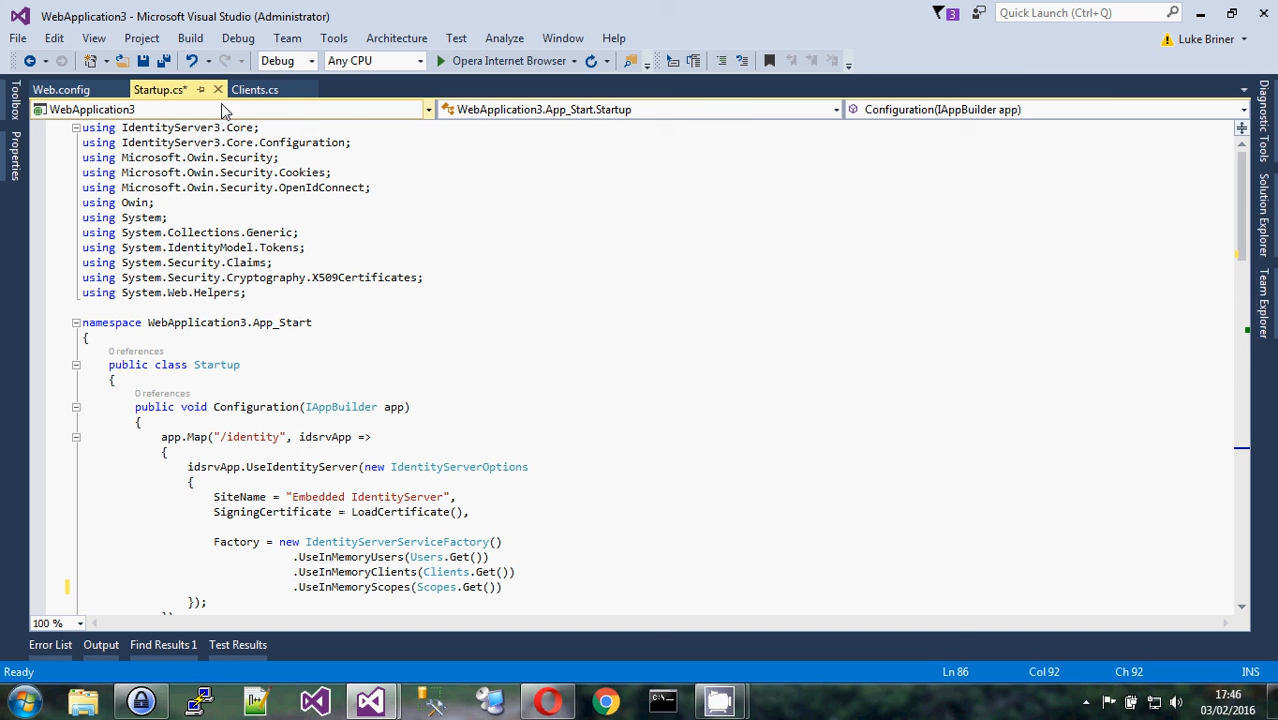 WebApplication3 - Microsoft Visual Studio (Administrator)
3
Quick Launch (Ctrl+Q)
File Edit View Project Build Debug Team Tools Architecture Test Analyze Window Help
Luke Briner
Debug Any CPU Opera Internet Browser
Web.config Startup.cs* Clients.cs
WebApplication3 WebApplication3.App_Start.Startup Configuration(IAppBuilder app)
Toolbox
Properties
Diagnostic Tools
Solution Explorer
Team Explorer
using IdentityServer3.Core;
using IdentityServer3.Core.Configuration;
using Microsoft.Owin.Security;
using Microsoft.Owin.Security.Cookies;
using Microsoft.Owin.Security.OpenIdConnect;
using Owin;
using System;
using System.Collections.Generic;
using System.IdentityModel.Tokens;
using System.Security.Claims;
using System.Security.Cryptography.X509Certificates;
using System.Web.Helpers;
namespace WebApplication3.App_Start
{
0 references
public class Startup
{
0 references
public void Configuration(IAppBuilder app)
{
app.Map("/identity", idsrvApp =>
{
idsrvApp.UseIdentityServer(new IdentityServerOptions
{
SiteName = "Embedded IdentityServer",
SigningCertificate = LoadCertificate(),
Factory = new IdentityServerServiceFactory()
.UseInMemoryUsers(Users.Get())
.UseInMemoryClients(Clients.Get())
.UseInMemoryScopes(Scopes.Get())
});
100 %
Error List Output Find Results 1 Test Results
Ready Ln 86 Col 92 Ch 92 INS
17:46
03/02/2016